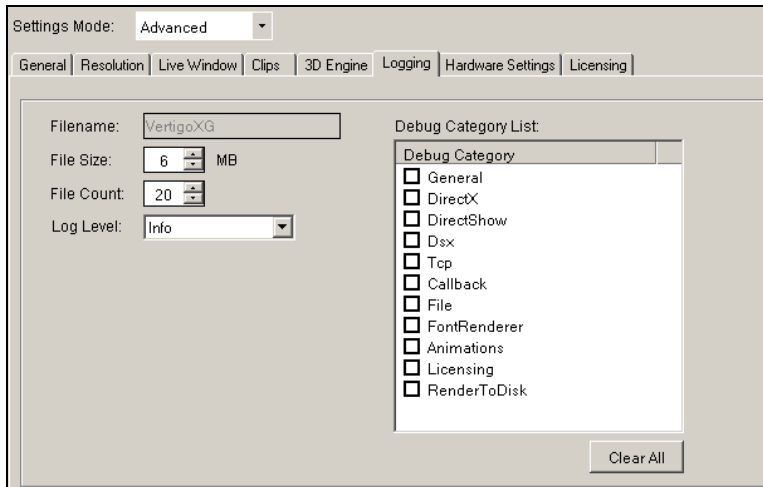 Settings Mode: Advanced
General Resolution Live Window Clips 3D Engine Logging Hardware Settings Licensing
Filename: VertigoXG
File Size: 6 MB
File Count: 20
Log Level: Info
Debug Category List:
Debug Category
General
DirectX
DirectShow
Dsx
Tcp
Callback
File
FontRenderer
Animations
Licensing
RenderToDisk
Clear All